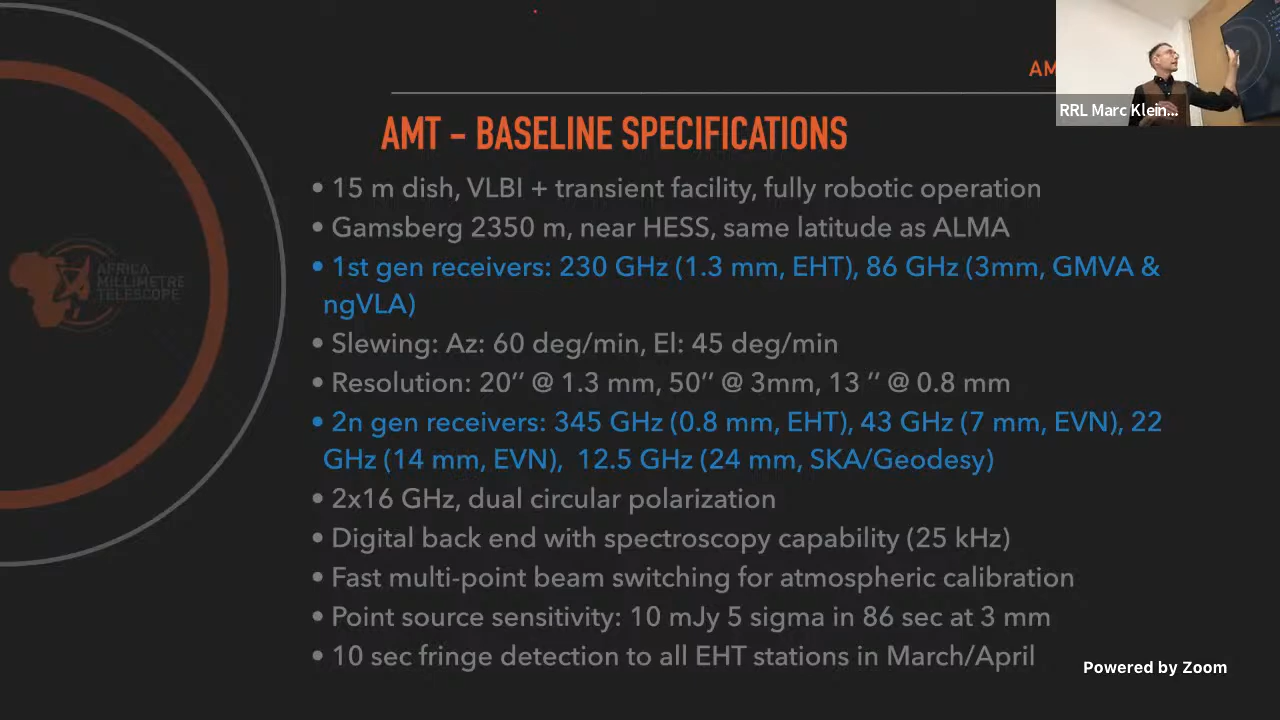 AM
RRL Marc Klein...
AMT – BASELINE SPECIFICATIONS
• 15 m dish, VLBI + transient facility, fully robotic operation
• Gamsberg 2350 m, near HESS, same latitude as ALMA
• 1st gen receivers: 230 GHz (1.3 mm, EHT), 86 GHz (3mm, GMVA &
ngVLA)
AFRICA
MILLIMETRE
TELESCOPE
• Slewing: Az: 60 deg/min, El: 45 deg/min
• Resolution: 20’’ @ 1.3 mm, 50’’ @ 3mm, 13 ’’ @ 0.8 mm
• 2n gen receivers: 345 GHz (0.8 mm, EHT), 43 GHz (7 mm, EVN), 22
GHz (14 mm, EVN),  12.5 GHz (24 mm, SKA/Geodesy)
• 2x16 GHz, dual circular polarization
• Digital back end with spectroscopy capability (25 kHz)
• Fast multi-point beam switching for atmospheric calibration
• Point source sensitivity: 10 mJy 5 sigma in 86 sec at 3 mm
• 10 sec fringe detection to all EHT stations in March/April
Powered by Zoom